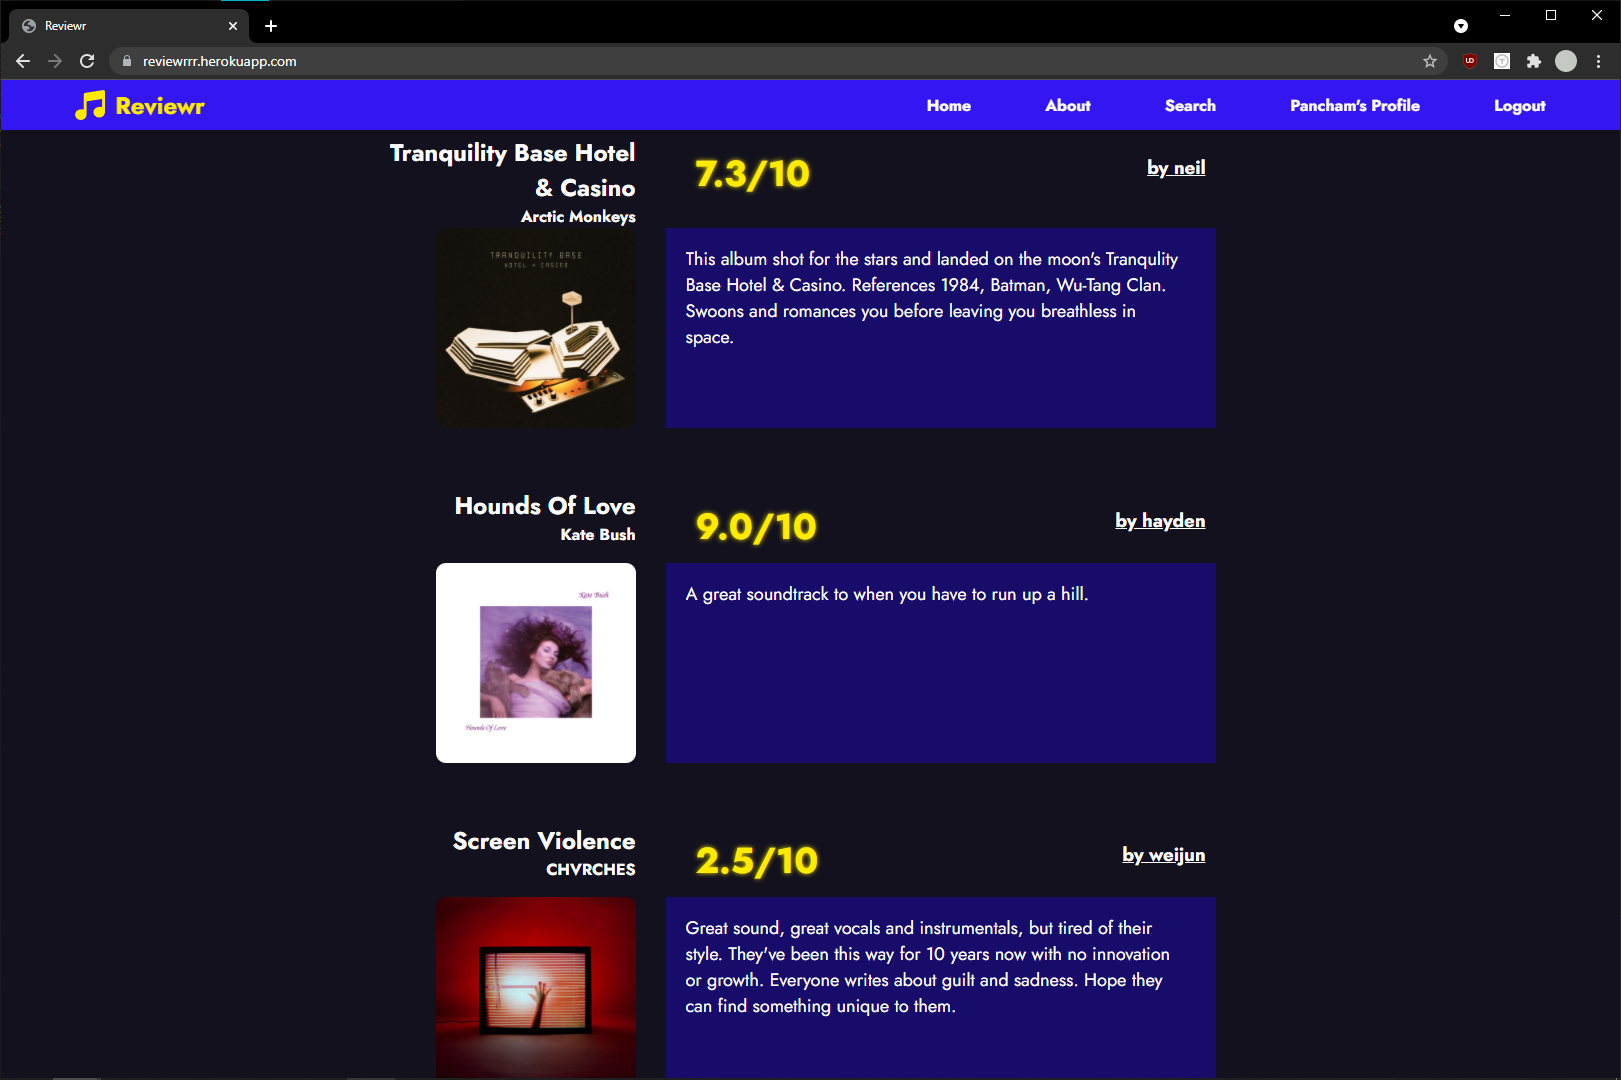 Reviewr
reviewrrr.herokuapp.com
Reviewr
Home
About
Search
Pancham's Profile
Logout
Tranquility Base Hotel
& Casino
Arctic Monkeys
7.3/10
by neil
TRANQUILITY BASE
HOTEL + CASINO
This album shot for the stars and landed on the moon's Tranqulity
Base Hotel & Casino. References 1984, Batman, Wu-Tang Clan.
Swoons and romances you before leaving you breathless in
space.
Hounds Of Love
Kate Bush
9.0/10
by hayden
Kate Bush
Hounds Of Love
A great soundtrack to when you have to run up a hill.
Screen Violence
CHVRCHES
2.5/10
by weijun
Great sound, great vocals and instrumentals, but tired of their
style. They've been this way for 10 years now with no innovation
or growth. Everyone writes about guilt and sadness. Hope they
can find something unique to them.